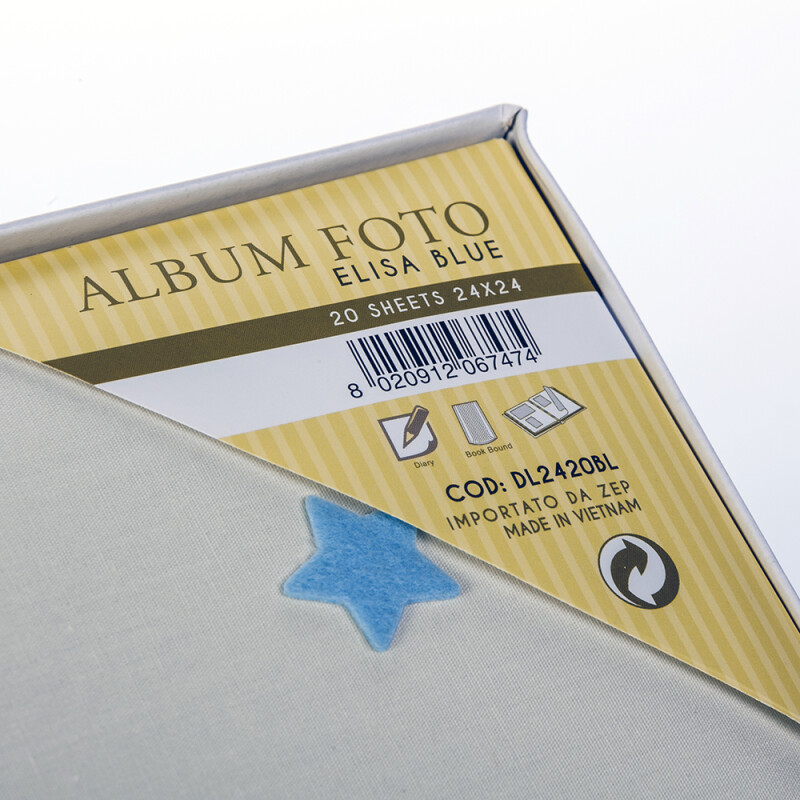 ALBUM FOTO
ELISA BLUE
20 SHEETS 24X24
8 020912 067474
Diary
Book Bound
COD: DL2420BL
IMPORTATO DA ZEP
MADE IN VIETNAM